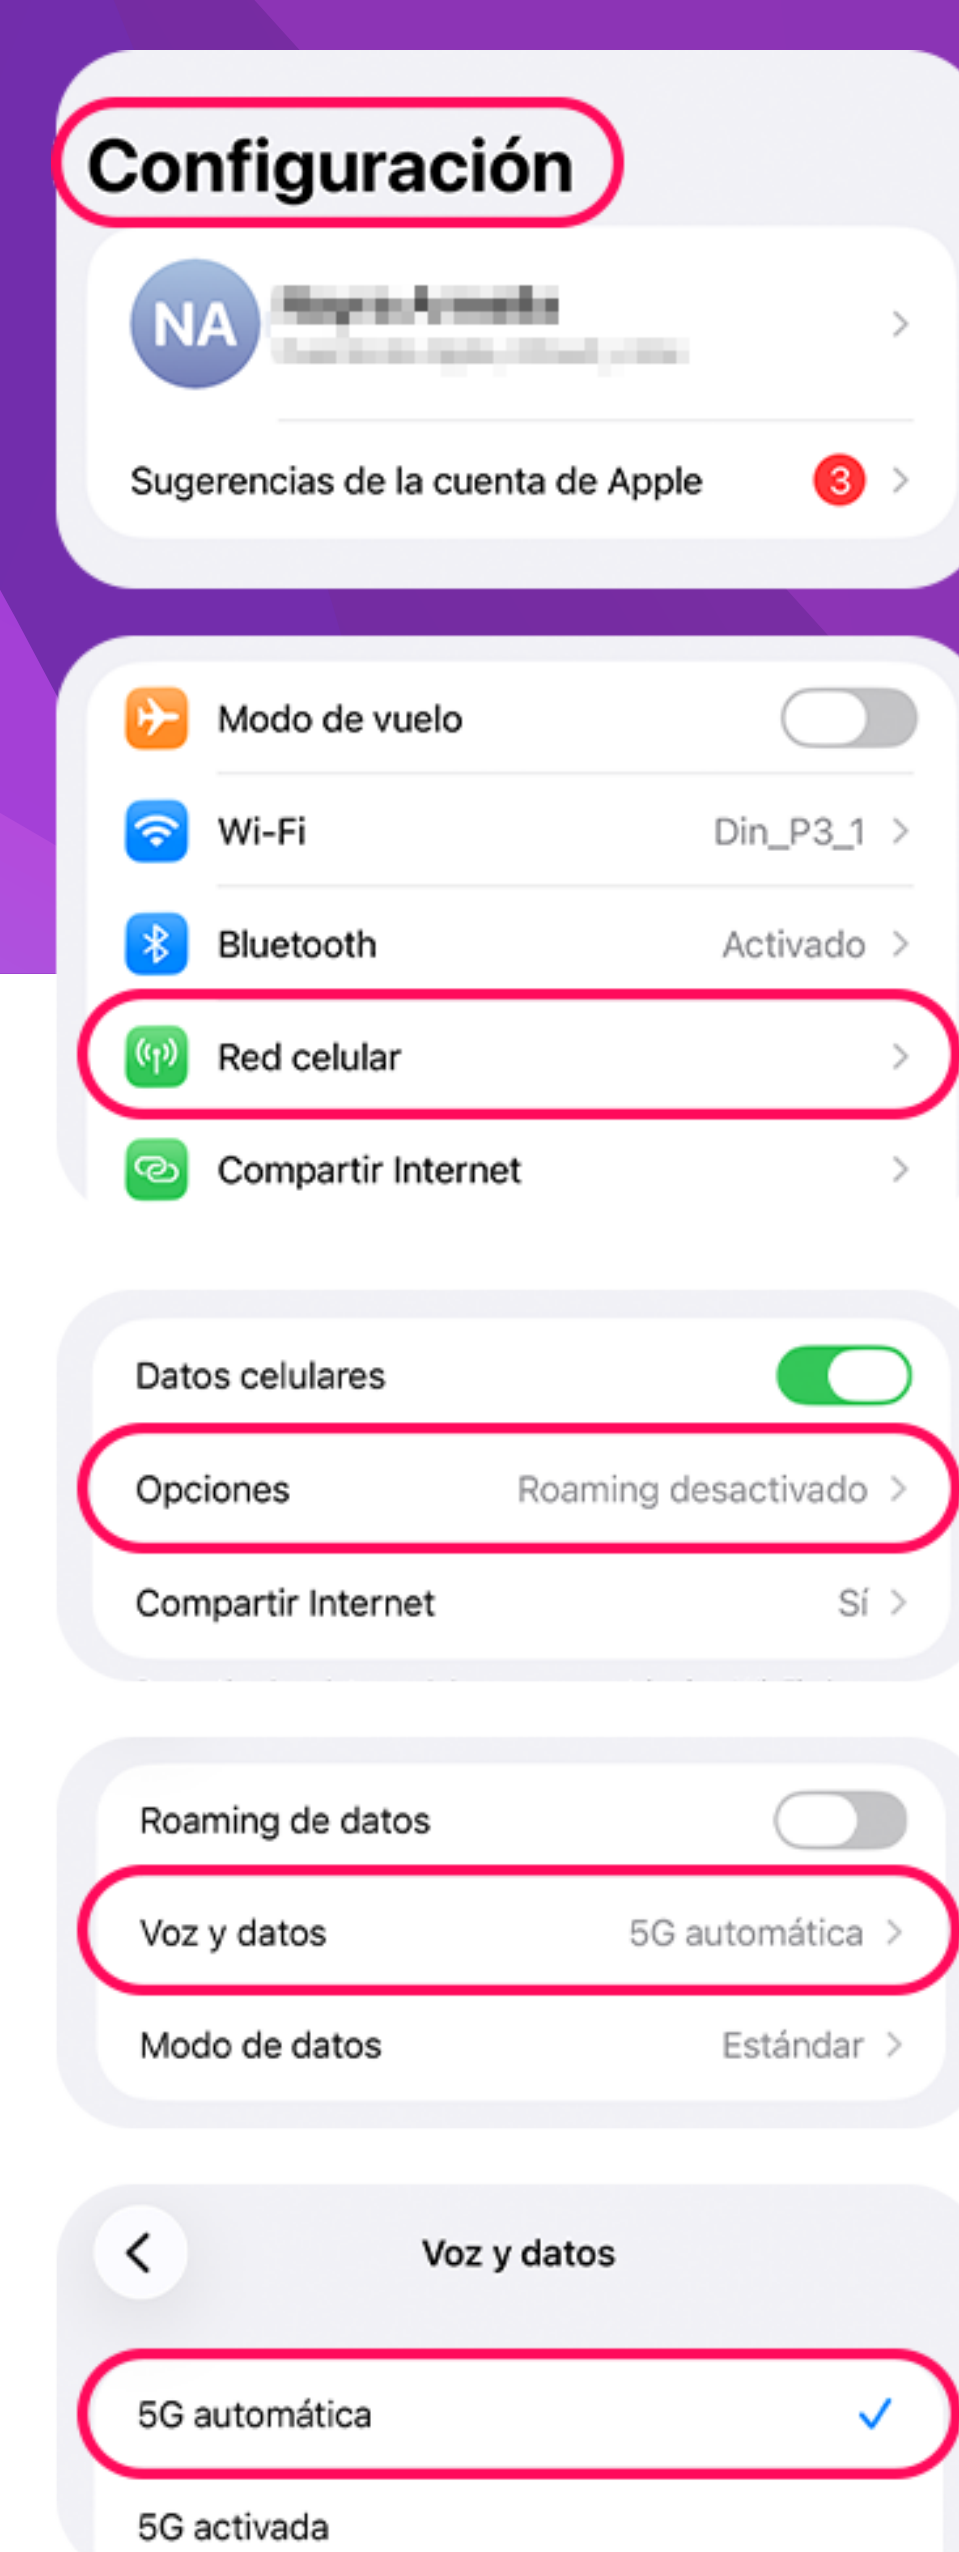 Configuración
NA
Sugerencias de la cuenta de Apple 3
Modo de vuelo
Wi-Fi Din_P3_1
Bluetooth Activado
Red celular
Compartir Internet
Datos celulares
Opciones Roaming desactivado
Compartir Internet Sí
Roaming de datos
Voz y datos 5G automática
Modo de datos Estándar
Voz y datos
5G automática
5G activada